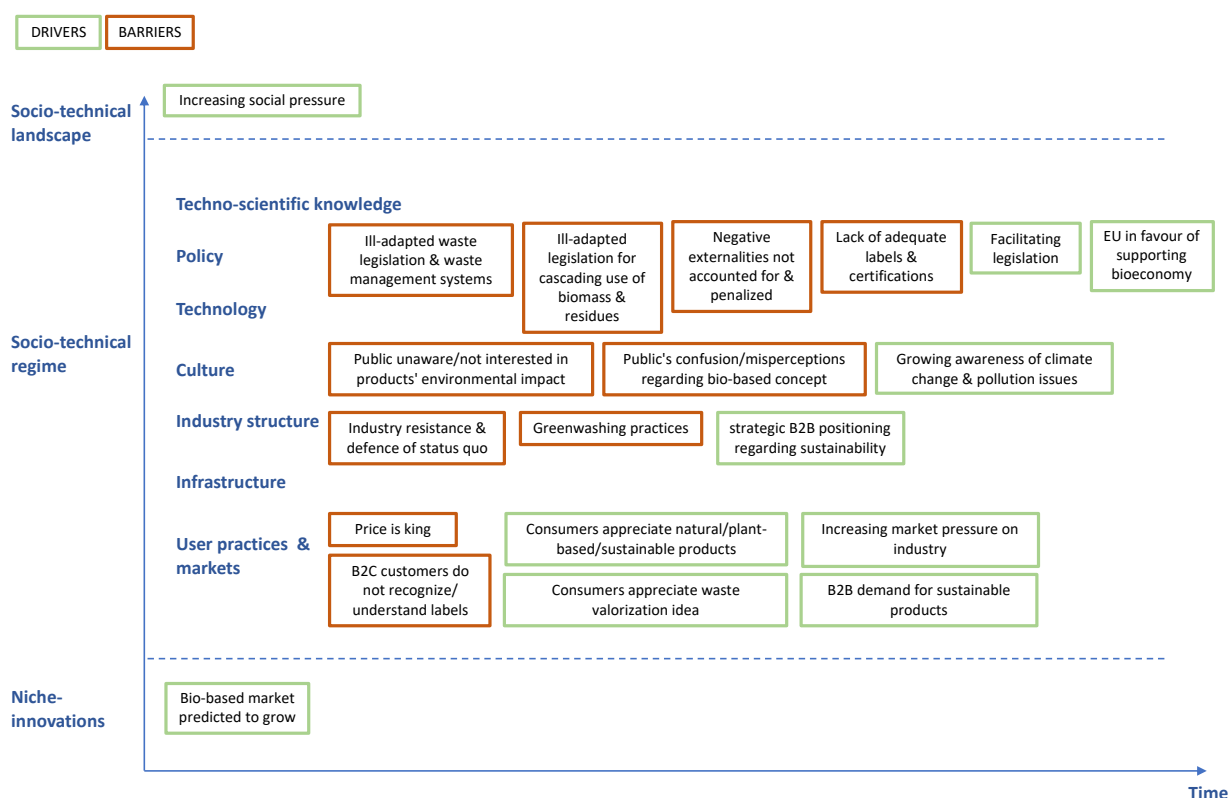 DRIVERS
BARRIERS
Increasing social pressure
Socio-technical
landscape
Techno-scientific knowledge
Policy
Ill-adapted waste
legislation & waste
management systems
Ill-adapted
legislation for
cascading use of
biomass &
residues
Negative
externalities not
accounted for &
penalized
Lack of adequate
labels &
certifications
Facilitating
legislation
EU in favour of
supporting
bioeconomy
Technology
Socio-technical
regime
Culture
Public unaware/not interested in
products' environmental impact
Public's confusion/misperceptions
regarding bio-based concept
Growing awareness of climate
change & pollution issues
Industry structure
Industry resistance &
defence of status quo
Greenwashing practices
strategic B2B positioning
regarding sustainability
Infrastructure
User practices &
markets
Price is king
Consumers appreciate natural/plant-
based/sustainable products
Increasing market pressure on
industry
B2C customers do
not recognize/
understand labels
Consumers appreciate waste
valorization idea
B2B demand for sustainable
products
Niche-
innovations
Bio-based market
predicted to grow
Time